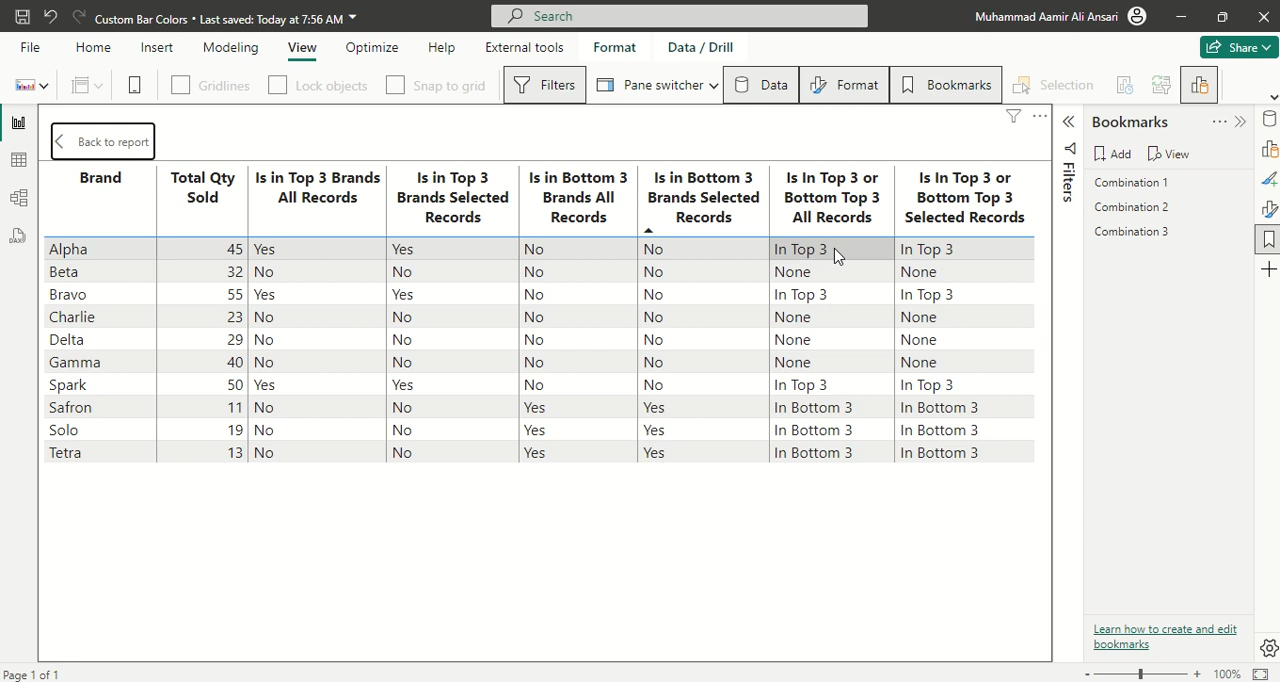 Custom Bar Colors • Last saved: Today at 7:56 AM
Search
Muhammad Aamir Ali Ansari
File Home Insert Modeling View Optimize Help External tools Format Data / Drill
Share
Gridlines Lock objects Snap to grid Filters Pane switcher Data Format Bookmarks Selection
Back to report
Brand
Total Qty
Sold
Is in Top 3 Brands
All Records
Is in Top 3
Brands Selected
Records
Is in Bottom 3
Brands All
Records
Is in Bottom 3
Brands Selected
Records
Is In Top 3 or
Bottom Top 3
All Records
Is In Top 3 or
Bottom Top 3
Selected Records
Alpha 45 Yes Yes No No In Top 3 In Top 3
Beta 32 No No No No None None
Bravo 55 Yes Yes No No In Top 3 In Top 3
Charlie 23 No No No No None None
Delta 29 No No No No None None
Gamma 40 No No No No None None
Spark 50 Yes Yes No No In Top 3 In Top 3
Safron 11 No No Yes Yes In Bottom 3 In Bottom 3
Solo 19 No No Yes Yes In Bottom 3 In Bottom 3
Tetra 13 No No Yes Yes In Bottom 3 In Bottom 3
Filters
Bookmarks
Add View
Combination 1
Combination 2
Combination 3
Learn how to create and edit
bookmarks
DAX
Page 1 of 1
- + 100%